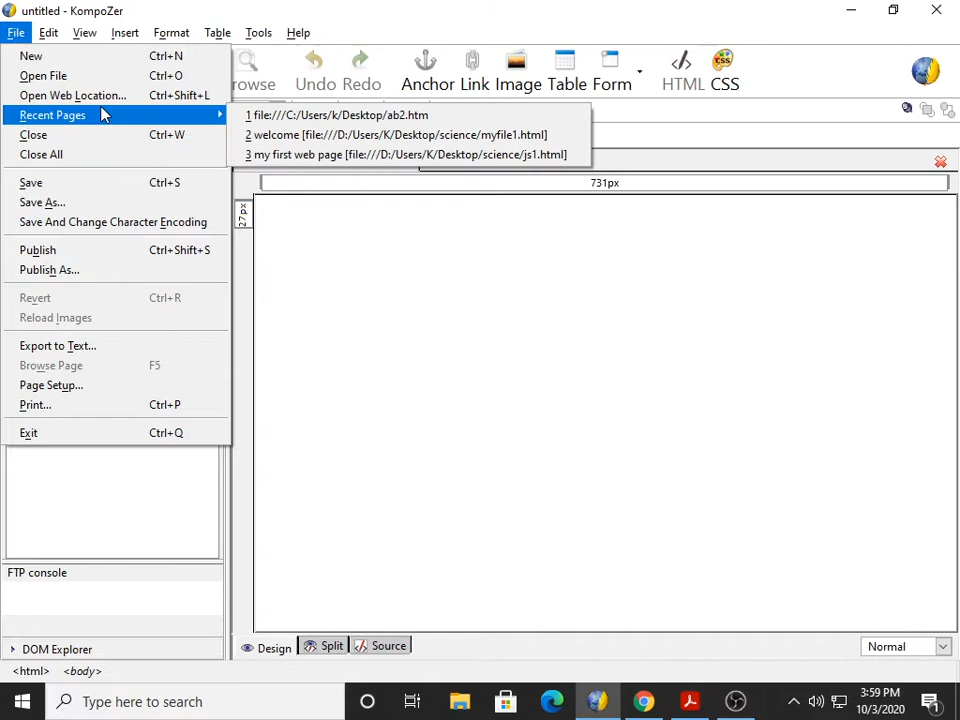 untitled - KompoZer
File Edit View Insert Format Table Tools Help
New Ctrl+N
Open File Ctrl+O
Open Web Location... Ctrl+Shift+L
Recent Pages
Close Ctrl+W
Close All
Save Ctrl+S
Save As...
Save And Change Character Encoding
Publish Ctrl+Shift+S
Publish As...
Revert Ctrl+R
Reload Images
Export to Text...
Browse Page F5
Page Setup...
Print... Ctrl+P
Exit Ctrl+Q
1 file:///C:/Users/k/Desktop/ab2.htm
2 welcome [file:///D:/Users/K/Desktop/science/myfile1.html]
3 my first web page [file:///D:/Users/K/Desktop/science/js1.html]
rowse Undo Redo Anchor Link Image Table Form HTML CSS
731px
27 px
FTP console
DOM Explorer
Design Split Source Normal
<html> <body>
Type here to search
3:59 PM
10/3/2020
1